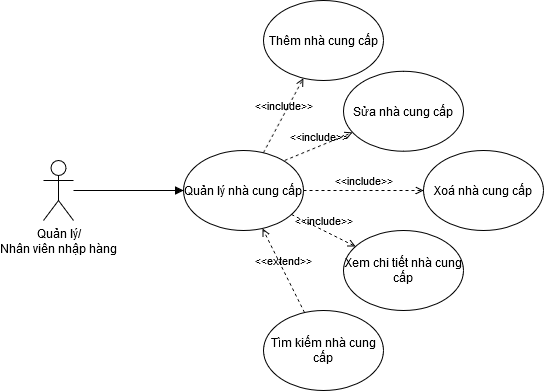 Thêm nhà cung cấp
<<include>>
Sửa nhà cung cấp
<<include>>
Quản lý nhà cung cấp
<<include>>
Xoá nhà cung cấp
Quản lý/
Nhân viên nhập hàng
<<include>>
Xem chi tiết nhà cung
cấp
<<extend>>
Tìm kiếm nhà cung
cấp